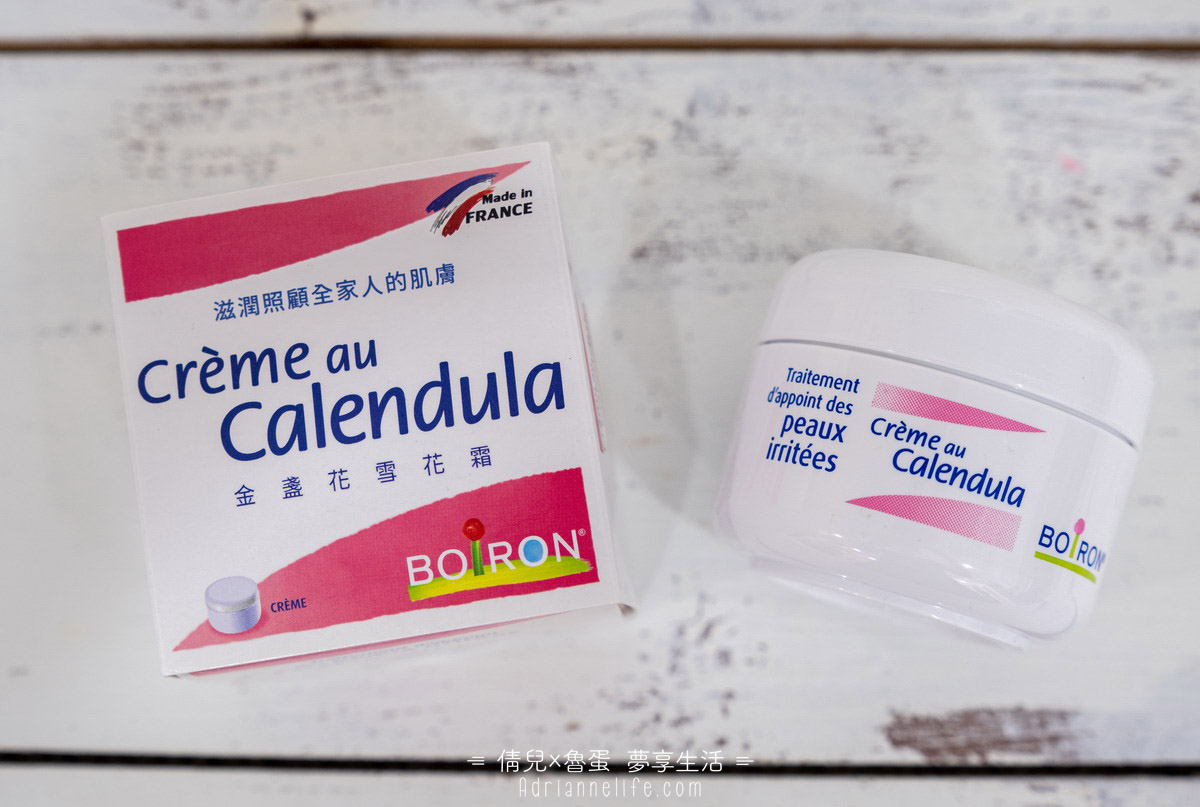 Made in
FRANCE
滋潤照顧全家人的肌膚
Crème au
Calendula
金盞花雪花霜
BOIRON®
CRÈME
Traitement
d'appoint des
peaux
irritées
Crème au
Calendula
BOIRON
= 倩兒x魯蛋 夢享生活 =
Adriannelife.com